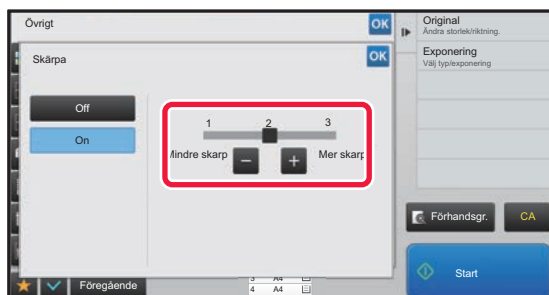 Övrigt
OK
Skärpa
OK
Off
On
1 2 3
Mindre skarp
Mer skarp
Föregående
3 A4
4 A4
Original
Ändra storlek/riktning.
Exponering
Välj typ/exponering
Förhandsgr.
CA
Start